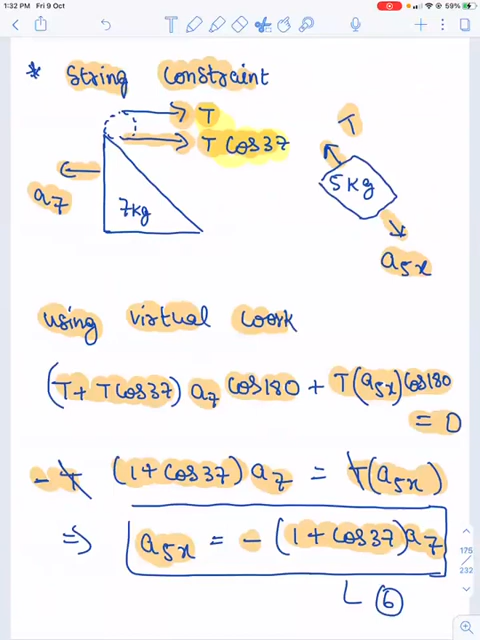 1:32 PM Fri 9 Oct
59%
* String Constraint
T
T Cos37
T
a7
7kg
5kg
a5x
using virtual work
(T + T Cos37) a7 Cos180 + T(a5x) Cos180
= 0
- T (1 + Cos37) a7 = T(a5x)
⇒ a5x = - (1 + Cos37) a7
6
175
232